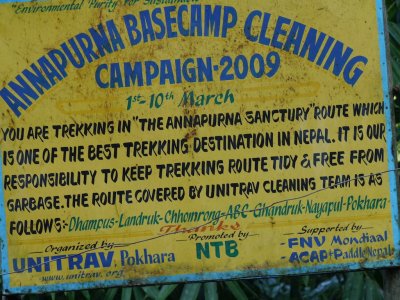 "Environmental Purity for Sustainable
ANNAPURNA BASECAMP CLEANING
CAMPAIGN-2009
1st-10th March
YOU ARE TREKKING IN "THE ANNAPURNA SANCTURY" ROUTE WHICH
IS ONE OF THE BEST TREKKING DESTINATION IN NEPAL. IT IS OUR
RESPONSIBILITY TO KEEP TREKKING ROUTE TIDY & FREE FROM
GARBAGE. THE ROUTE COVERED BY UNITRAV CLEANING TEAM IS AS
FOLLOWS:- Dhampus-Landruk-Chhomrong-ABC-Ghandruk-Nayapul-Pokhara
Thanks
Organized by:
UNITRAV, Pokhara
www.unitrav.org
Promoted by:
NTB
Supported by:
-FNV Mondiaal
-ACAP+Paddle Nepal